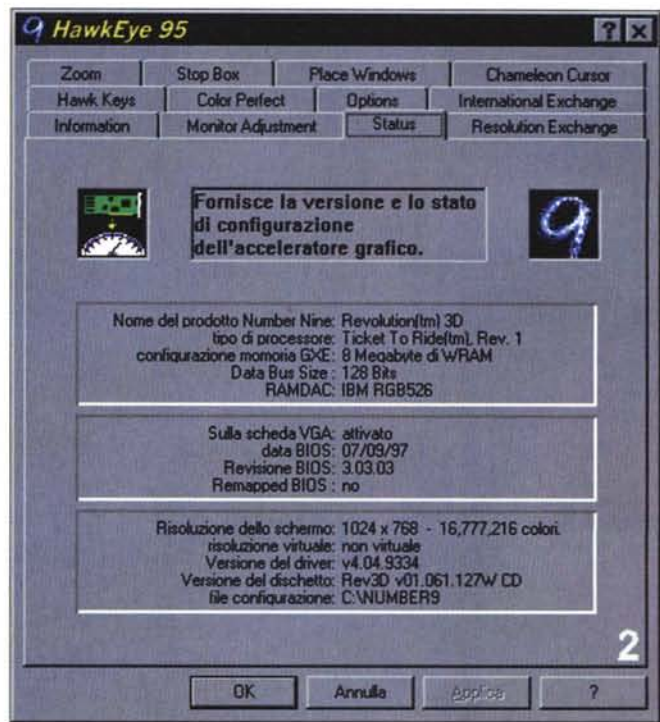 HawkEye 95
Zoom Stop Box Place Windows Chameleon Cursor
Hawk Keys Color Perfect Options International Exchange
Information Monitor Adjustment Status Resolution Exchange
Fornisce la versione e lo stato
di configurazione
dell'acceleratore grafico.
Nome del prodotto Number Nine: Revolution(tm) 3D
tipo di processore: Ticket To Ride(tm), Rev. 1
configurazione momoria GXE: 8 Megabyte di WRAM
Data Bus Size : 128 Bits
RAMDAC: IBM RGB526
Sulla scheda VGA: attivato
data BIOS: 07/09/97
Revisione BIOS: 3.03.03
Remapped BIOS : no
Risoluzione dello schermo: 1024 x 768 - 16,777,216 colori.
risoluzione virtuale: non virtuale
Versione del driver: v4.04.9334
Versione del dischetto: Rev3D v01.061.127W CD
file configurazione: C:\NUMBER9
2
OK Annulla Applica ?